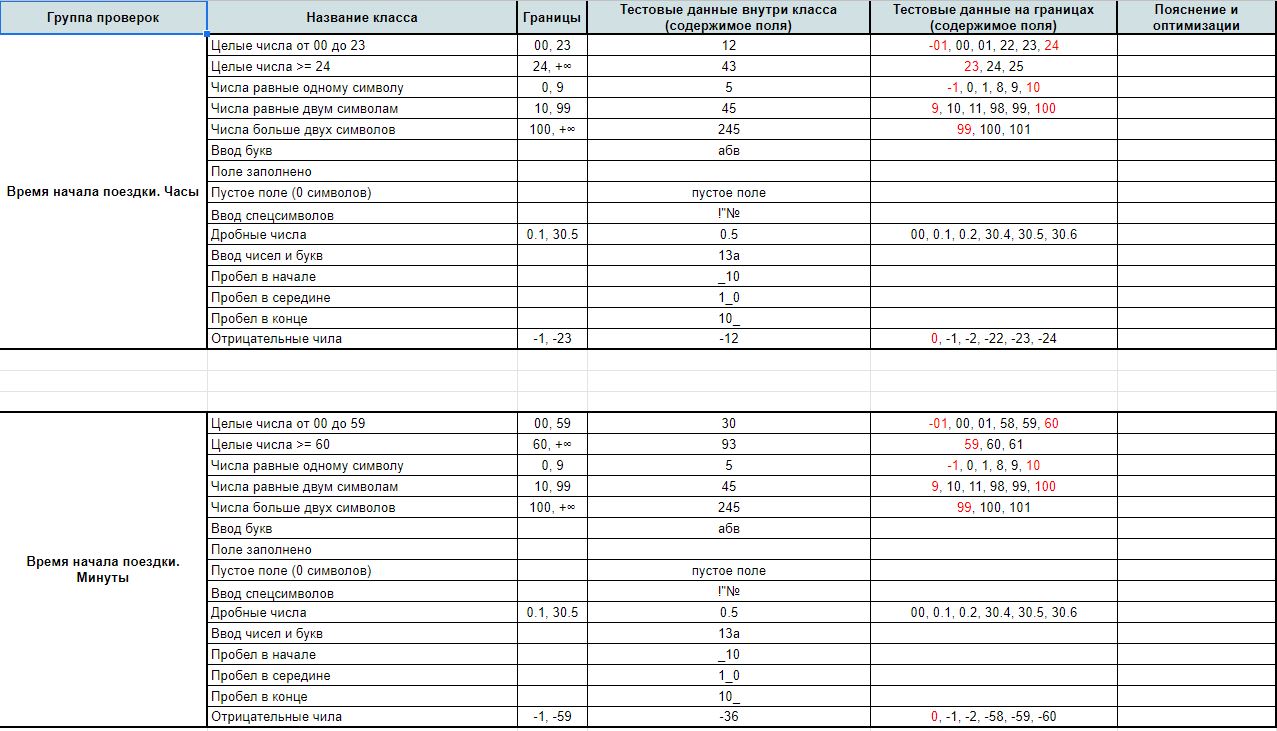 Группа проверок Название класса Границы Тестовые данные внутри класса (содержимое поля) Тестовые данные на границах (содержимое поля) Пояснение и оптимизации
Время начала поездки. Часы
Целые числа от 00 до 23 00, 23 12 -01, 00, 01, 22, 23, 24
Целые числа >= 24 24, +∞ 43 23, 24, 25
Числа равные одному символу 0, 9 5 -1, 0, 1, 8, 9, 10
Числа равные двум символам 10, 99 45 9, 10, 11, 98, 99, 100
Числа больше двух символов 100, +∞ 245 99, 100, 101
Ввод букв абв
Поле заполнено
Пустое поле (0 символов) пустое поле
Ввод спецсимволов !"№
Дробные числа 0.1, 30.5 0.5 00, 0.1, 0.2, 30.4, 30.5, 30.6
Ввод чисел и букв 13а
Пробел в начале _10
Пробел в середине 1_0
Пробел в конце 10_
Отрицательные чила -1, -23 -12 0, -1, -2, -22, -23, -24
Время начала поездки.
Минуты
Целые числа от 00 до 59 00, 59 30 -01, 00, 01, 58, 59, 60
Целые числа >= 60 60, +∞ 93 59, 60, 61
Числа равные одному символу 0, 9 5 -1, 0, 1, 8, 9, 10
Числа равные двум символам 10, 99 45 9, 10, 11, 98, 99, 100
Числа больше двух символов 100, +∞ 245 99, 100, 101
Ввод букв абв
Поле заполнено
Пустое поле (0 символов) пустое поле
Ввод спецсимволов !"№
Дробные числа 0.1, 30.5 0.5 00, 0.1, 0.2, 30.4, 30.5, 30.6
Ввод чисел и букв 13а
Пробел в начале _10
Пробел в середине 1_0
Пробел в конце 10_
Отрицательные чила -1, -59 -36 0, -1, -2, -58, -59, -60